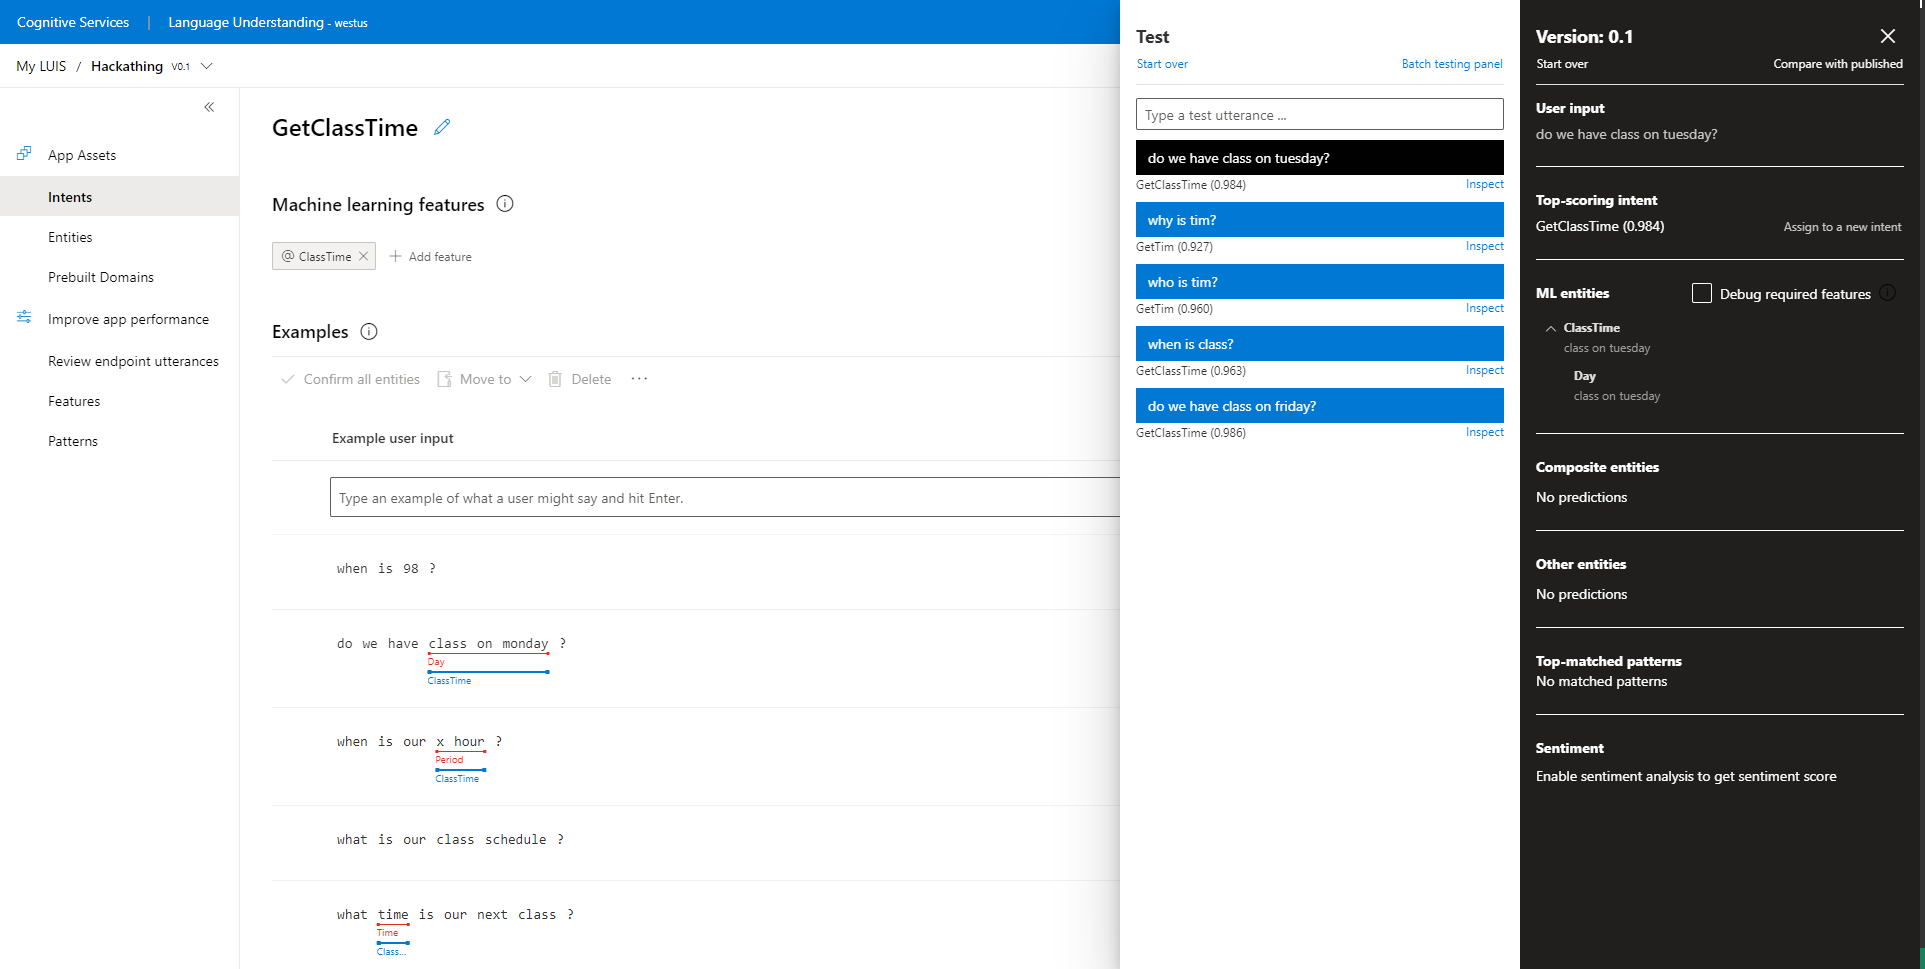 Cognitive Services | Language Understanding - westus
My LUIS / Hackathing V0.1
App Assets
Intents
Entities
Prebuilt Domains
Improve app performance
Review endpoint utterances
Features
Patterns
GetClassTime
Machine learning features
@ ClassTime
Add feature
Examples
Confirm all entities
Move to
Delete
Example user input
Type an example of what a user might say and hit Enter.
when is 98 ?
do we have class on monday ?
Day
ClassTime
when is our x hour ?
Period
ClassTime
what is our class schedule ?
what time is our next class ?
Time
Class...
Test
Start over
Batch testing panel
Type a test utterance ...
do we have class on tuesday?
GetClassTime (0.984)
Inspect
why is tim?
GetTim (0.927)
Inspect
who is tim?
GetTim (0.960)
Inspect
when is class?
GetClassTime (0.963)
Inspect
do we have class on friday?
GetClassTime (0.986)
Inspect
Version: 0.1
Start over
Compare with published
User input
do we have class on tuesday?
Top-scoring intent
GetClassTime (0.984)
Assign to a new intent
ML entities
Debug required features
ClassTime
class on tuesday
Day
class on tuesday
Composite entities
No predictions
Other entities
No predictions
Top-matched patterns
No matched patterns
Sentiment
Enable sentiment analysis to get sentiment score